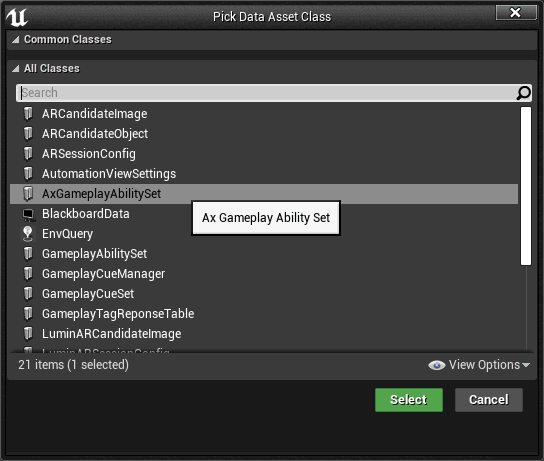 Pick Data Asset Class
Common Classes
All Classes
Search
ARCandidateImage
ARCandidateObject
ARSessionConfig
AutomationViewSettings
AxGameplayAbilitySet
BlackboardData
Ax Gameplay Ability Set
EnvQuery
GameplayAbilitySet
GameplayCueManager
GameplayCueSet
GameplayTagReponseTable
LuminARCandidateImage
LuminARSessionConfig
21 items (1 selected)
View Options
Select
Cancel